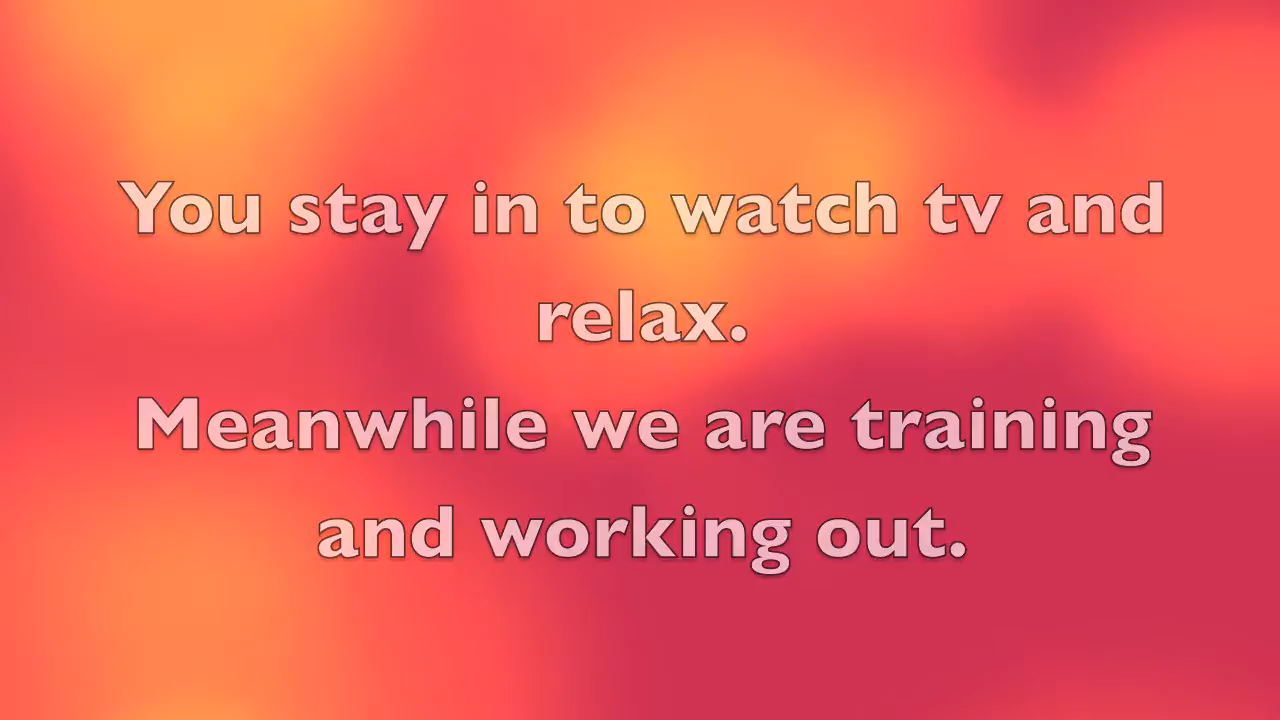 You stay in to watch tv and
relax.
Meanwhile we are training
and working out.